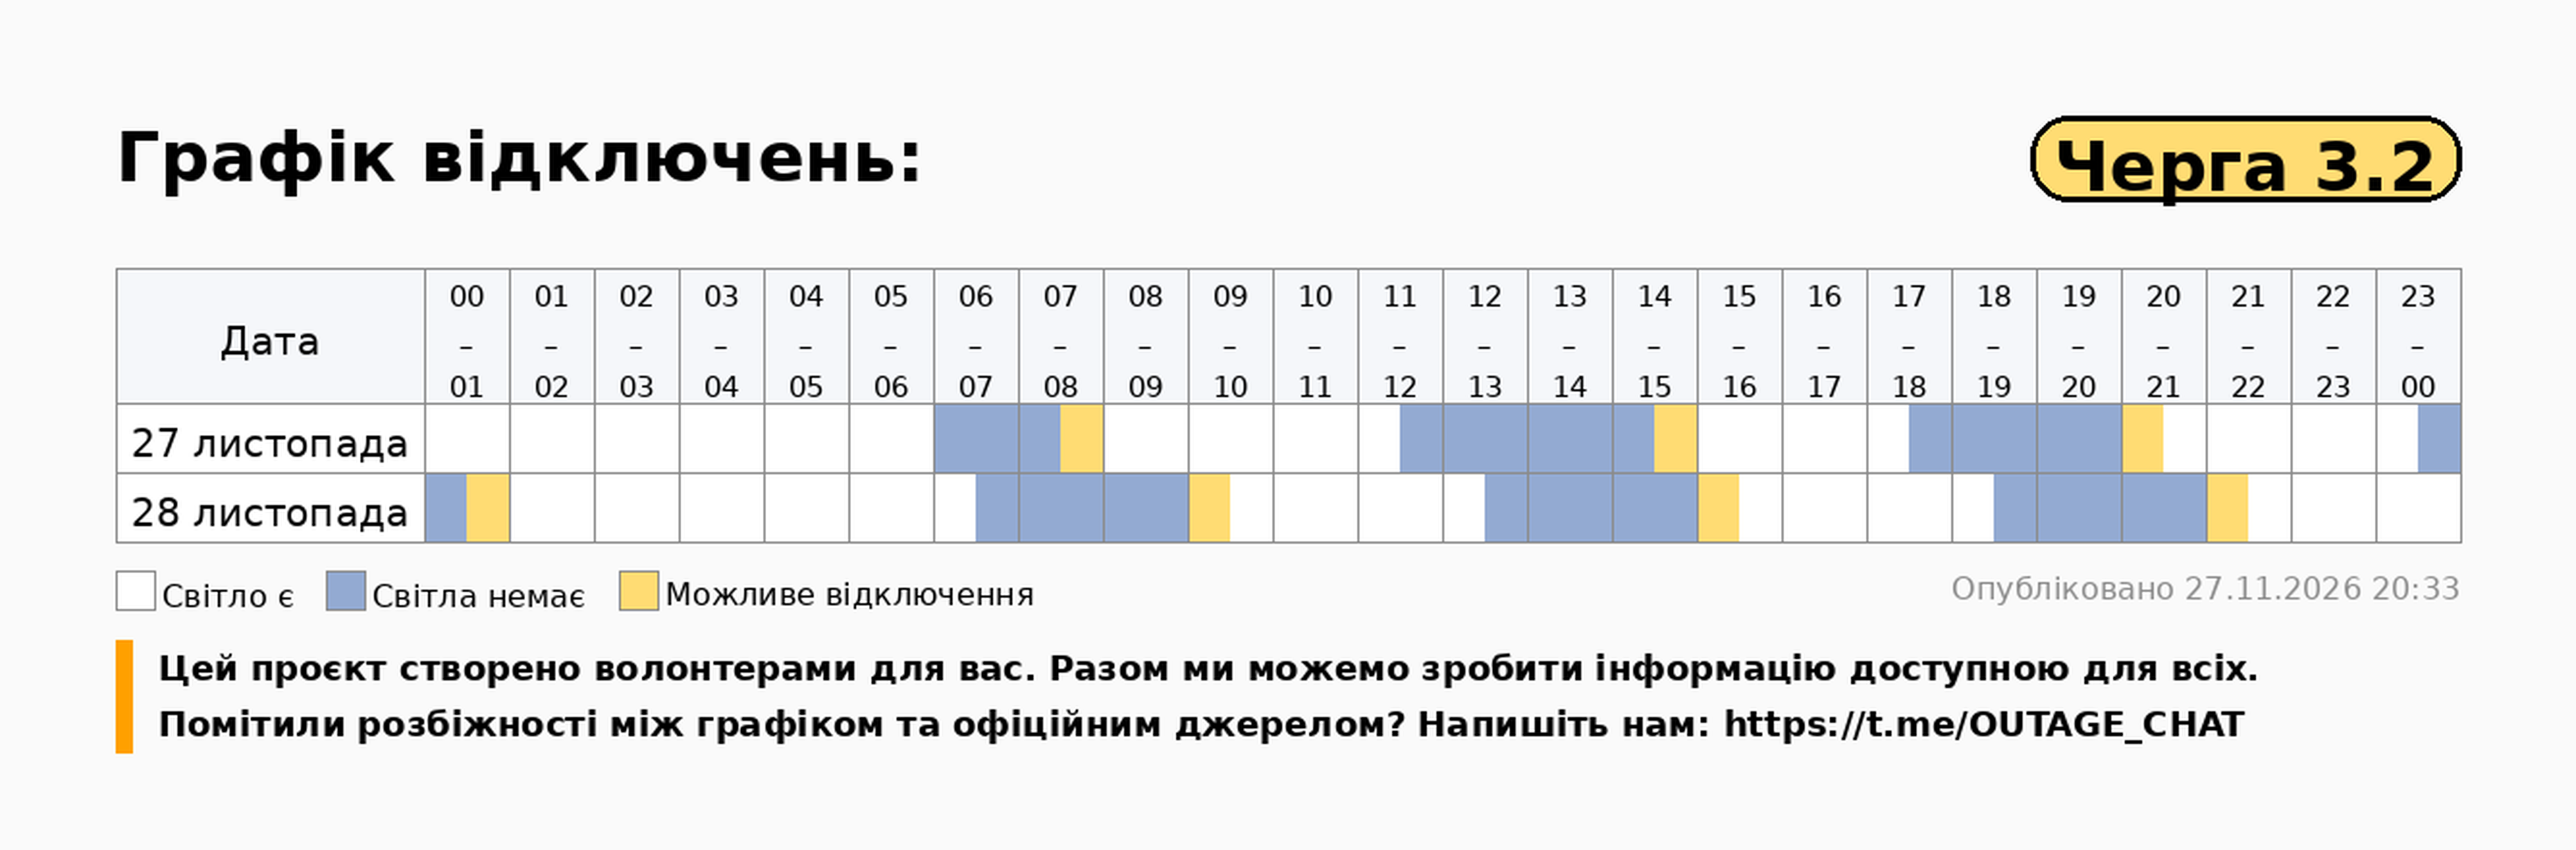 Графік відключень:
Черга 3.2
Дата
00 – 01
01 – 02
02 – 03
03 – 04
04 – 05
05 – 06
06 – 07
07 – 08
08 – 09
09 – 10
10 – 11
11 – 12
12 – 13
13 – 14
14 – 15
15 – 16
16 – 17
17 – 18
18 – 19
19 – 20
20 – 21
21 – 22
22 – 23
23 – 00
27 листопада
28 листопада
Світло є
Світла немає
Можливе відключення
Опубліковано 27.11.2026 20:33
Цей проєкт створено волонтерами для вас. Разом ми можемо зробити інформацію доступною для всіх.
Помітили розбіжності між графіком та офіційним джерелом? Напишіть нам: https://t.me/OUTAGE_CHAT